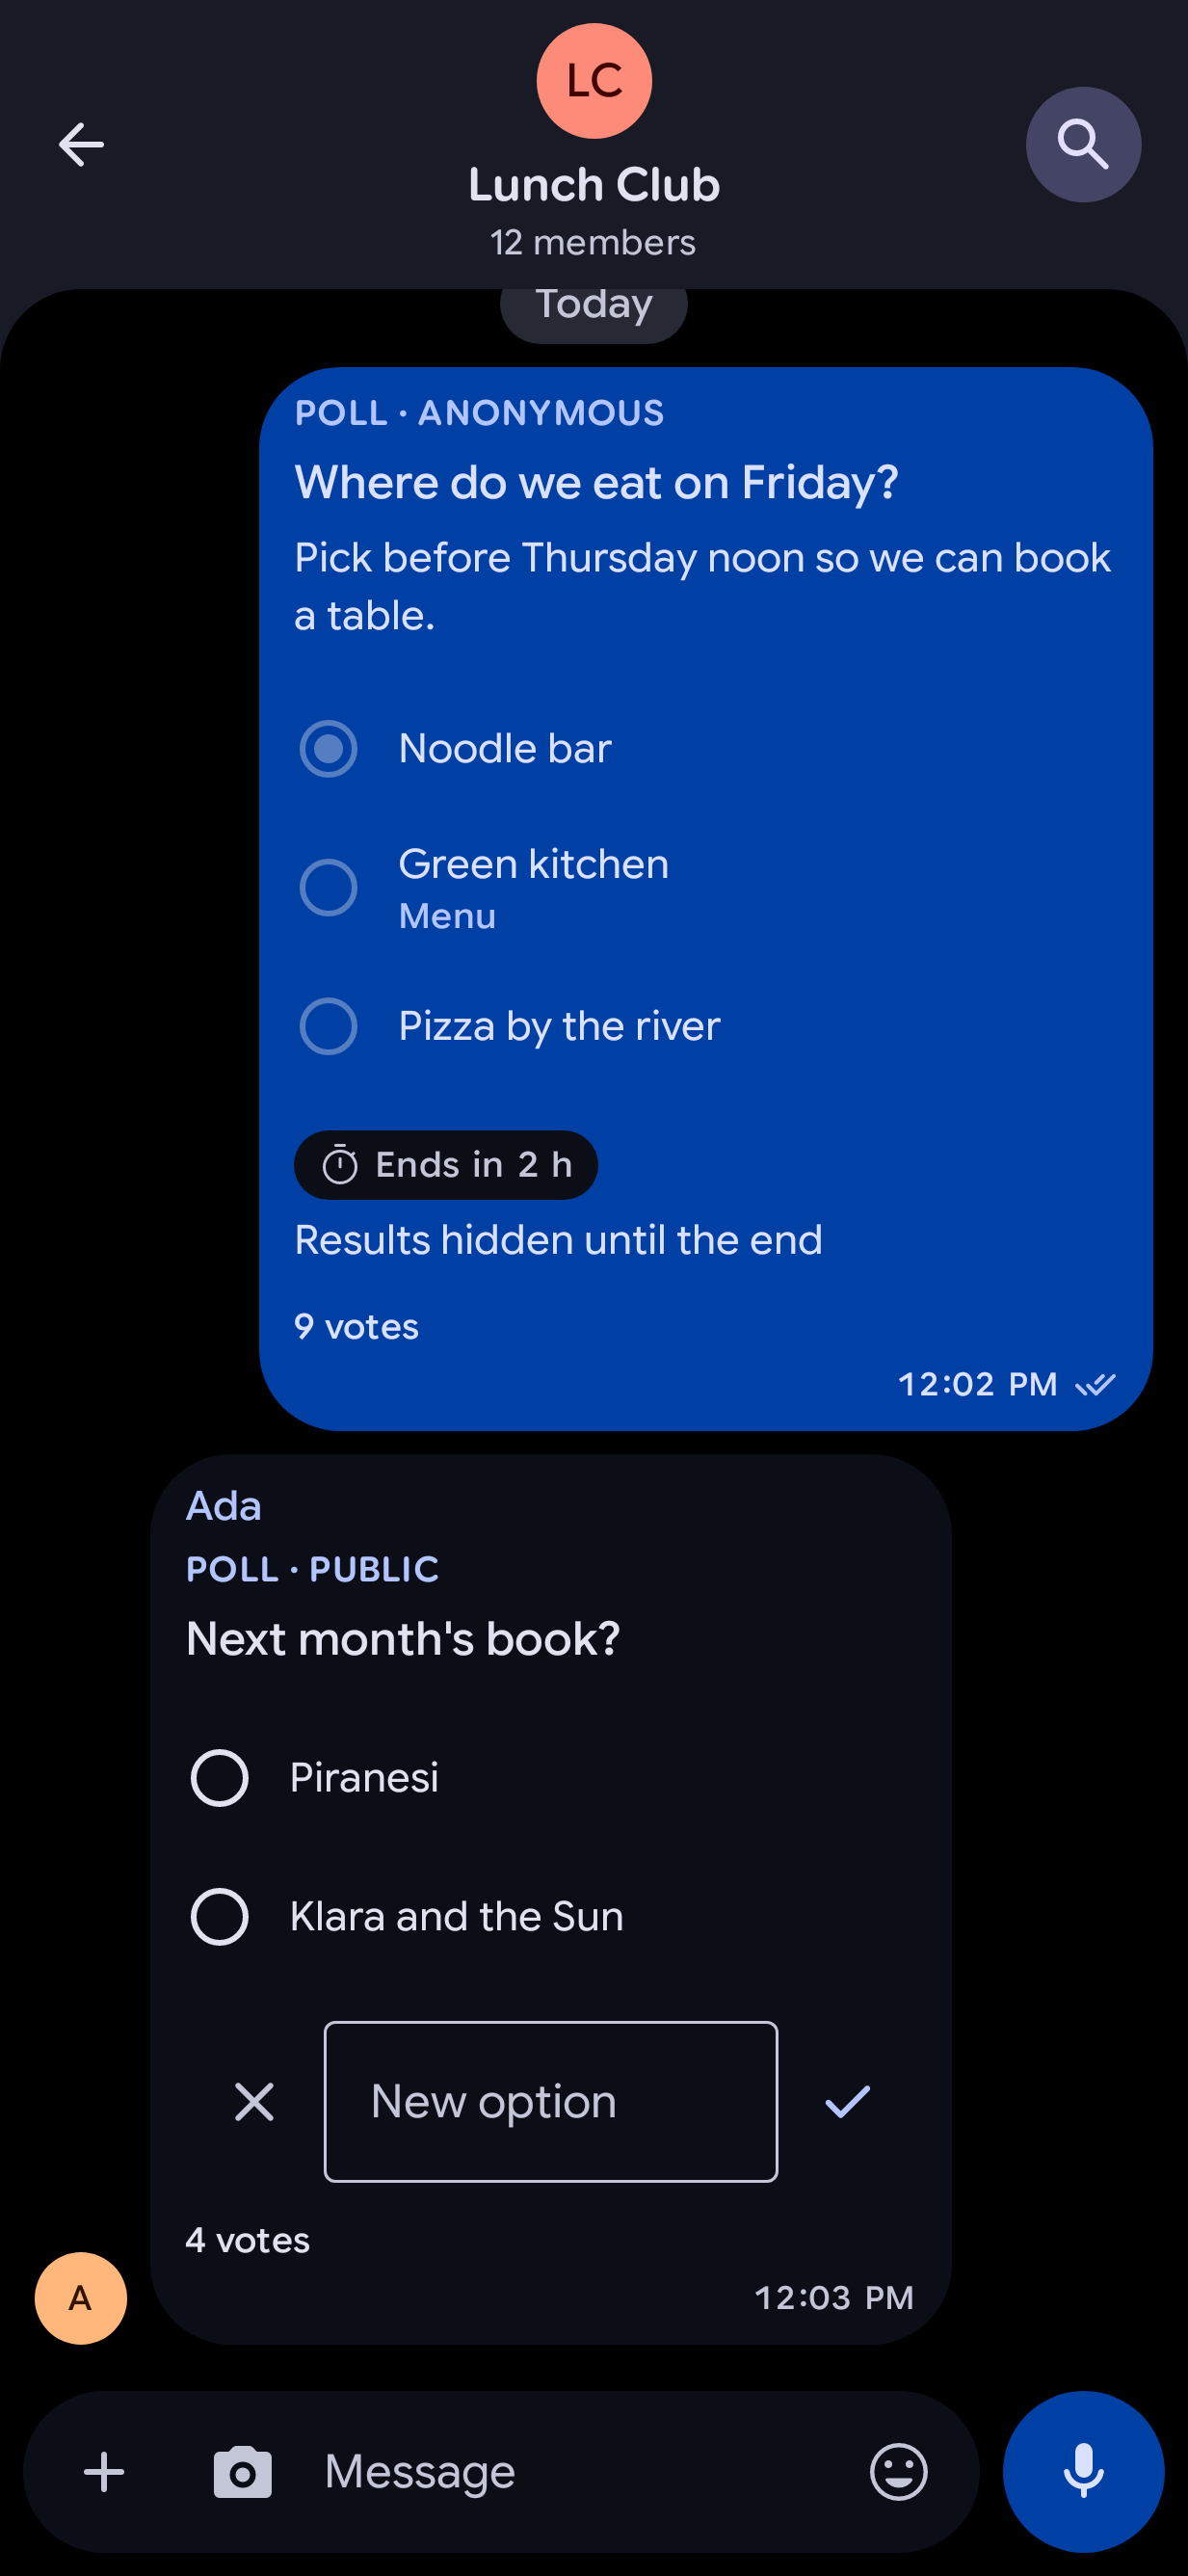 LC
Lunch Club
12 members
Today
POLL · ANONYMOUS
Where do we eat on Friday?
Pick before Thursday noon so we can book
a table.
Noodle bar
Green kitchen
Menu
Pizza by the river
Ends in 2 h
Results hidden until the end
9 votes
12:02 PM
Ada
POLL · PUBLIC
Next month's book?
Piranesi
Klara and the Sun
New option
4 votes
12:03 PM
A
Message